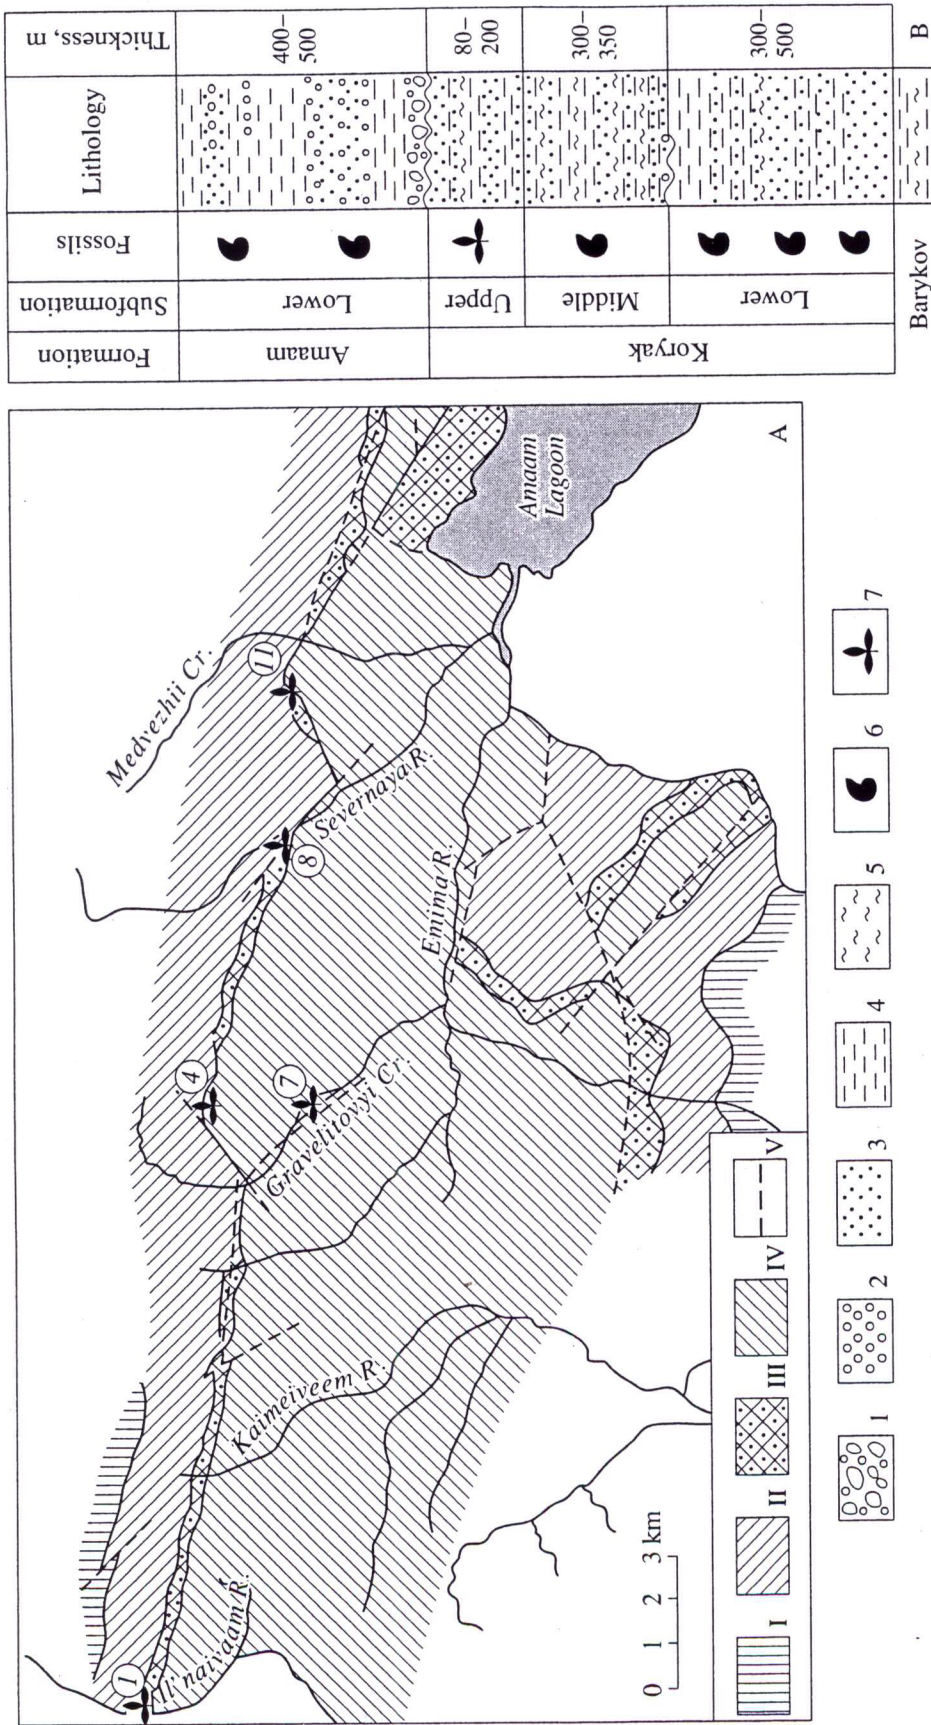 Formation
Subformation
Fossils
Lithology
Thickness, m
Amaam
Lower
400–
500
Koryak
Upper
80–
200
Middle
300–
350
Lower
300–
500
Barykov
B
A
Medvezhii Cr.
11
Severnaya R.
8
Amaam
Lagoon
Emima R.
4
7
Gravelitovyi Cr.
Kaimeiveem R.
1
Il'naivaam R.
0 1 2 3 km
I II III IV V
1 2 3 4 5 6 7